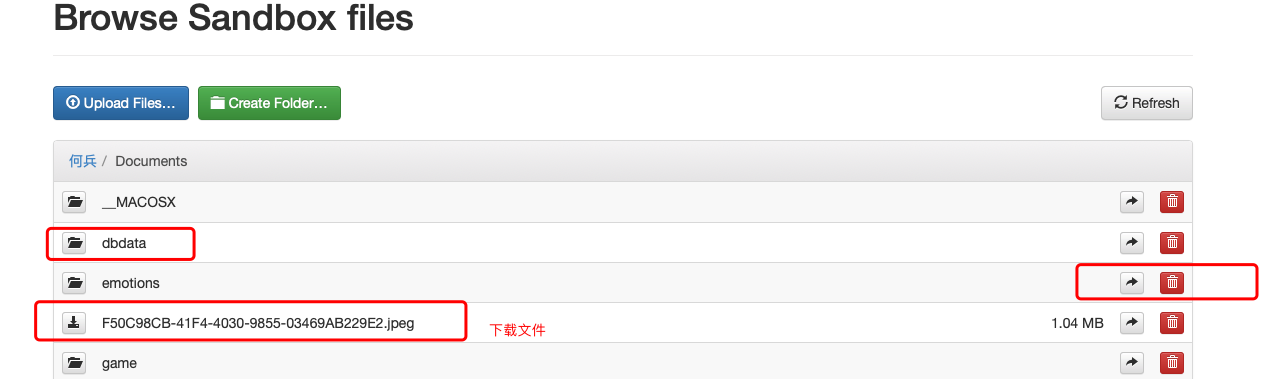 Browse Sandbox files
Upload Files...
Create Folder...
Refresh
何兵 / Documents
__MACOSX
dbdata
emotions
F50C98CB-41F4-4030-9855-03469AB229E2.jpeg
下载文件
1.04 MB
game